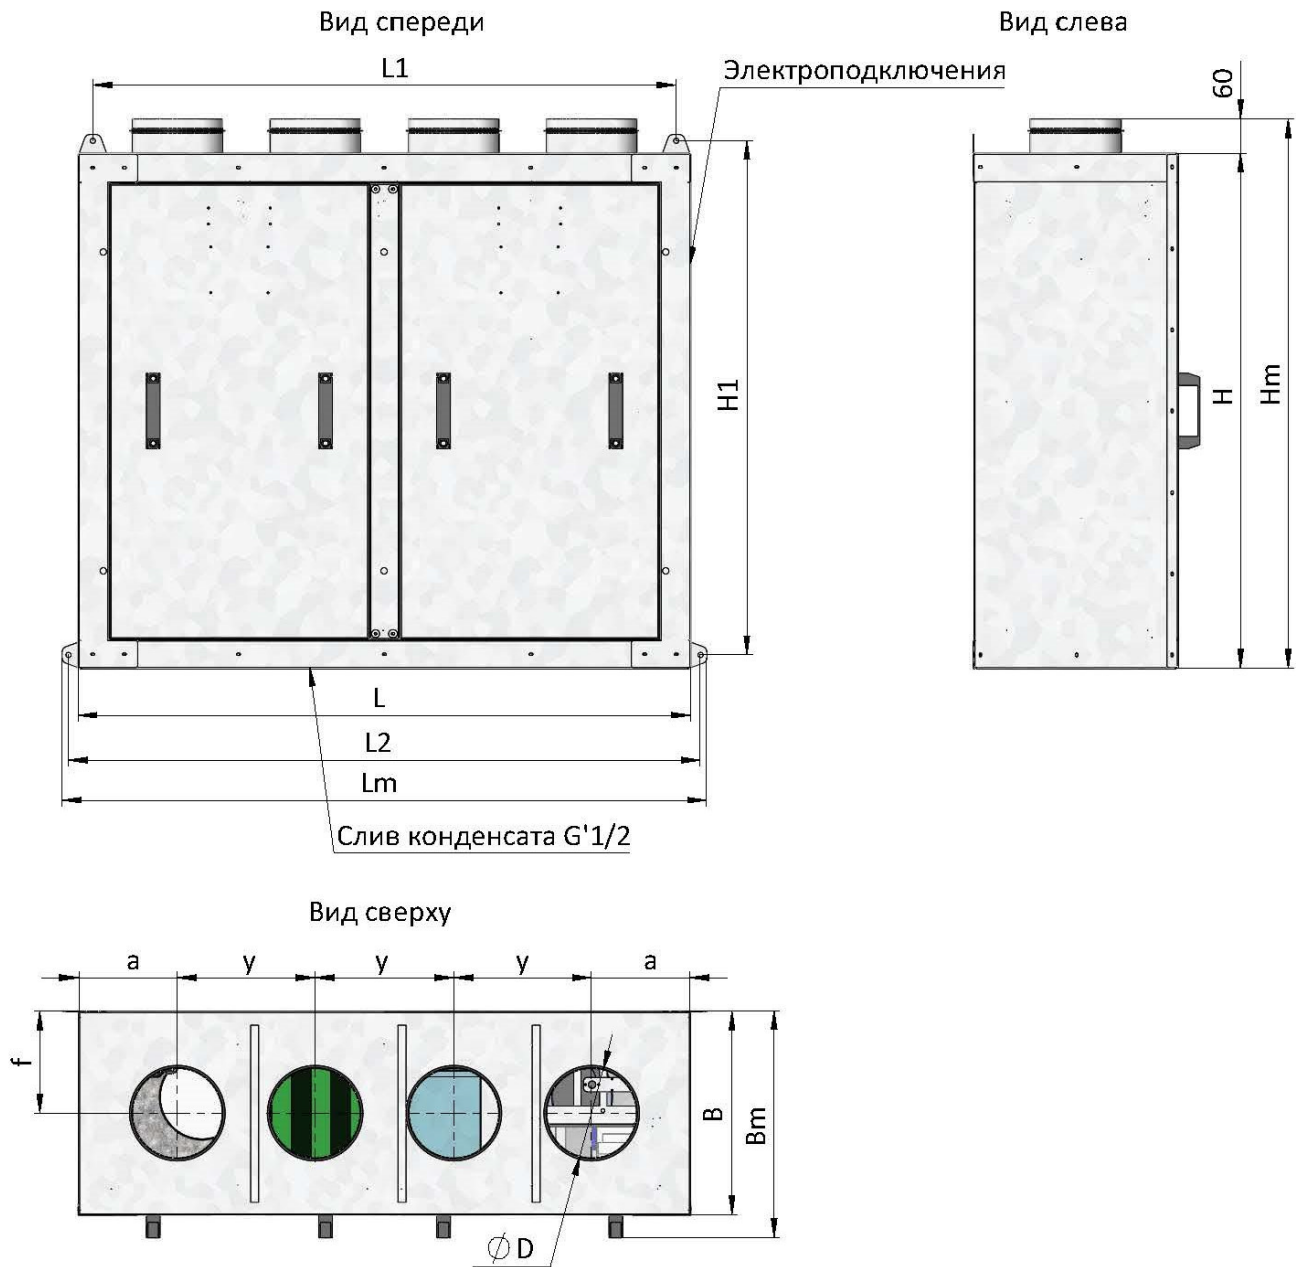 Вид спереди
Вид слева
L1
Электроподключения
60
H1
H
Hm
L
L2
Lm
Слив конденсата G'1/2
Вид сверху
a
y
y
y
a
f
B
Bm
∅ D